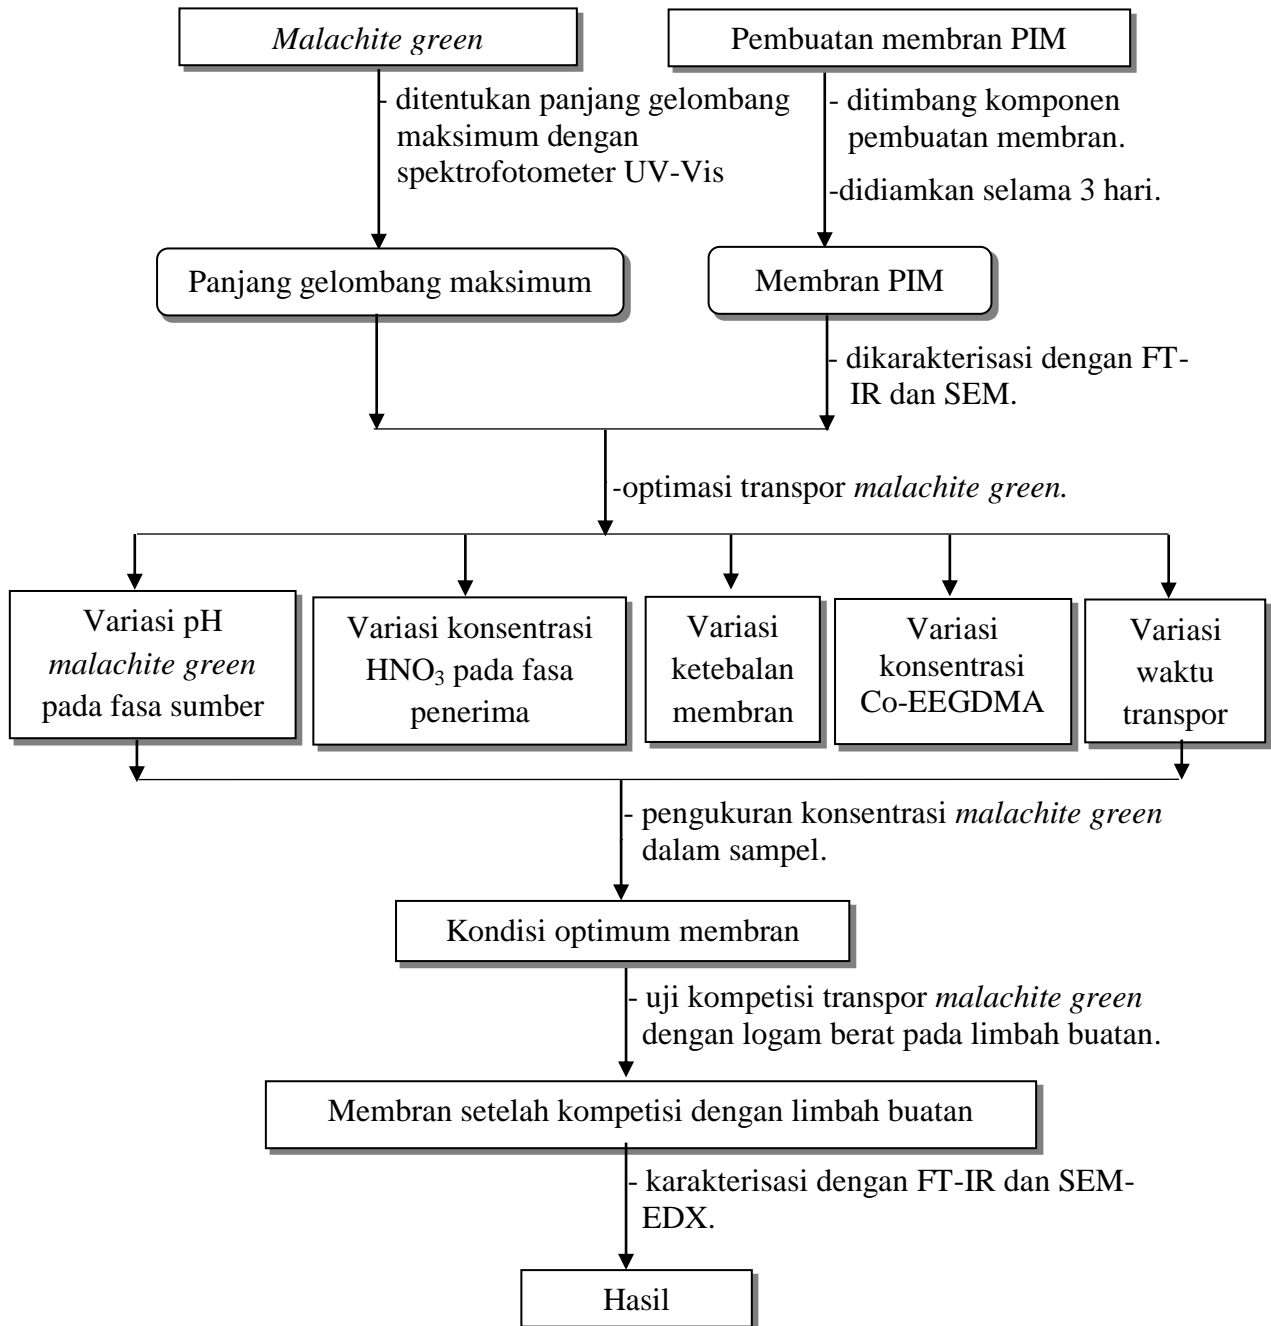 Malachite green
Pembuatan membran PIM
- ditentukan panjang gelombang
maksimum dengan
spektrofotometer UV-Vis
- ditimbang komponen
pembuatan membran.
-didiamkan selama 3 hari.
Panjang gelombang maksimum
Membran PIM
- dikarakterisasi dengan FT-
IR dan SEM.
-optimasi transpor malachite green.
Variasi pH
malachite green
pada fasa sumber
Variasi konsentrasi
HNO₃ pada fasa
penerima
Variasi
ketebalan
membran
Variasi
konsentrasi
Co-EEGDMA
Variasi
waktu
transpor
- pengukuran konsentrasi malachite green
dalam sampel.
Kondisi optimum membran
- uji kompetisi transpor malachite green
dengan logam berat pada limbah buatan.
Membran setelah kompetisi dengan limbah buatan
- karakterisasi dengan FT-IR dan SEM-
EDX.
Hasil